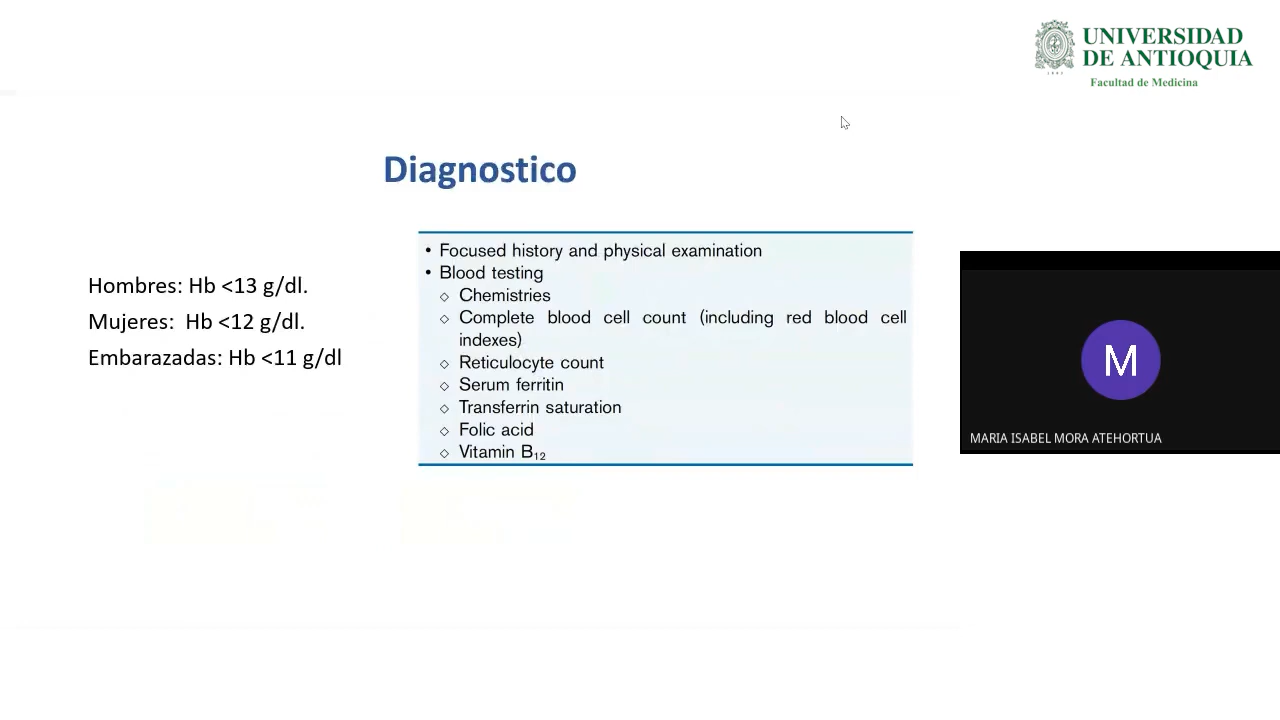 UNIVERSIDAD
DE ANTIOQUIA
1803
Facultad de Medicina
Diagnostico
Hombres: Hb <13 g/dl.
Mujeres:  Hb <12 g/dl.
Embarazadas: Hb <11 g/dl
• Focused history and physical examination
• Blood testing
◇ Chemistries
◇ Complete blood cell count (including red blood cell
indexes)
◇ Reticulocyte count
◇ Serum ferritin
◇ Transferrin saturation
◇ Folic acid
◇ Vitamin B₁₂
M
MARIA ISABEL MORA ATEHORTUA